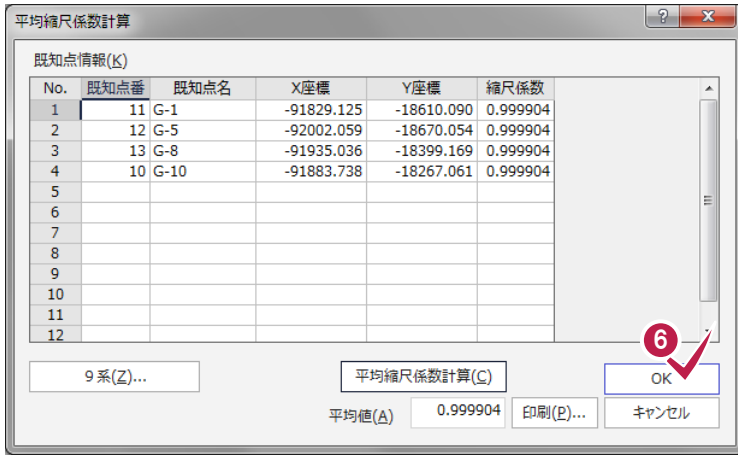 平均縮尺係数計算
既知点情報(K)
No. 既知点番 既知点名 X座標 Y座標 縮尺係数
1 11 G-1 -91829.125 -18610.090 0.999904
2 12 G-5 -92002.059 -18670.054 0.999904
3 13 G-8 -91935.036 -18399.169 0.999904
4 10 G-10 -91883.738 -18267.061 0.999904
5
6
7
8
9
10
11
12
6
9系(Z)... 平均縮尺係数計算(C) OK
平均値(A) 0.999904 印刷(P)... キャンセル